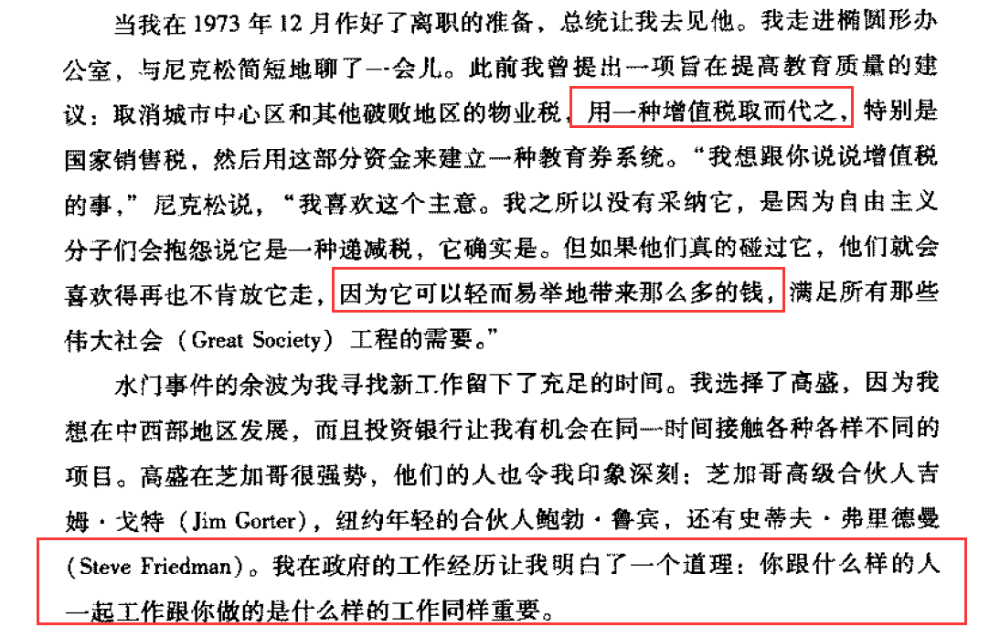 当我在1973年12月作好了离职的准备，总统让我去见他。我走进椭圆形办
公室，与尼克松简短地聊了一会儿。此前我曾提出一项旨在提高教育质量的建
议：取消城市中心区和其他破败地区的物业税，用一种增值税取而代之，特别是
国家销售税，然后用这部分资金来建立一种教育券系统。“我想跟你说说增值税
的事，”尼克松说，“我喜欢这个主意。我之所以没有采纳它，是因为自由主义
分子们会抱怨说它是一种递减税，它确实是。但如果他们真的碰过它，他们就会
喜欢得再也不肯放它走，因为它可以轻而易举地带来那么多的钱，满足所有那些
伟大社会（Great Society）工程的需要。”
水门事件的余波为我寻找新工作留下了充足的时间。我选择了高盛，因为我
想在中西部地区发展，而且投资银行让我有机会在同一时间接触各种各样不同的
项目。高盛在芝加哥很强势，他们的人也令我印象深刻：芝加哥高级合伙人吉
姆·戈特（Jim Gorter），纽约年轻的合伙人鲍勃·鲁宾，还有史蒂夫·弗里德曼
（Steve Friedman）。我在政府的工作经历让我明白了一个道理：你跟什么样的人
一起工作跟你做的是什么样的工作同样重要。